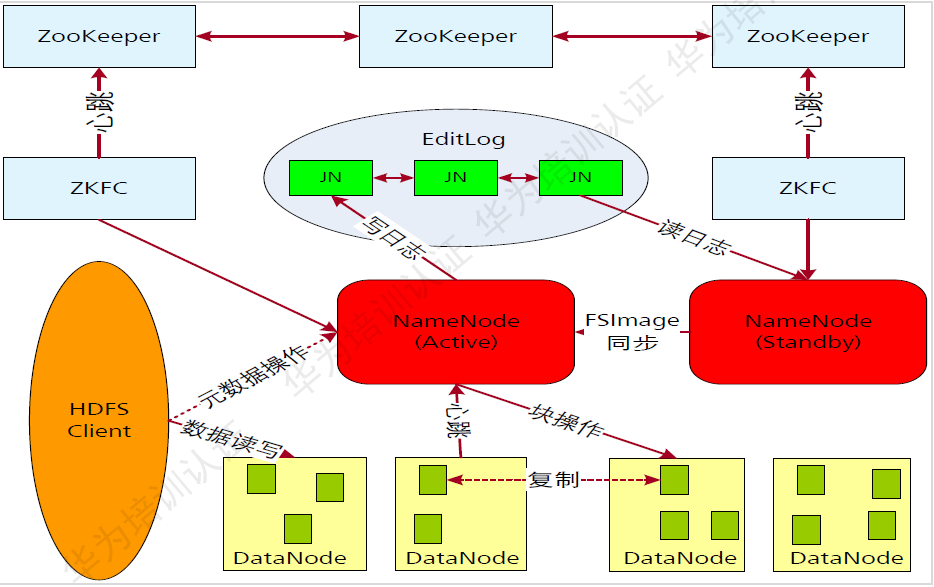 ZooKeeper
ZooKeeper
ZooKeeper
心跳
心跳
EditLog
ZKFC
JN
JN
JN
ZKFC
写日志
读日志
NameNode
(Active)
FSImage
同步
NameNode
(Standby)
元数据操作
HDFS
Client
数据读写
心跳
块操作
复制
DataNode
DataNode
DataNode
DataNode
华为培训认证 华为培训认证 华为培训认证 华为培训认证